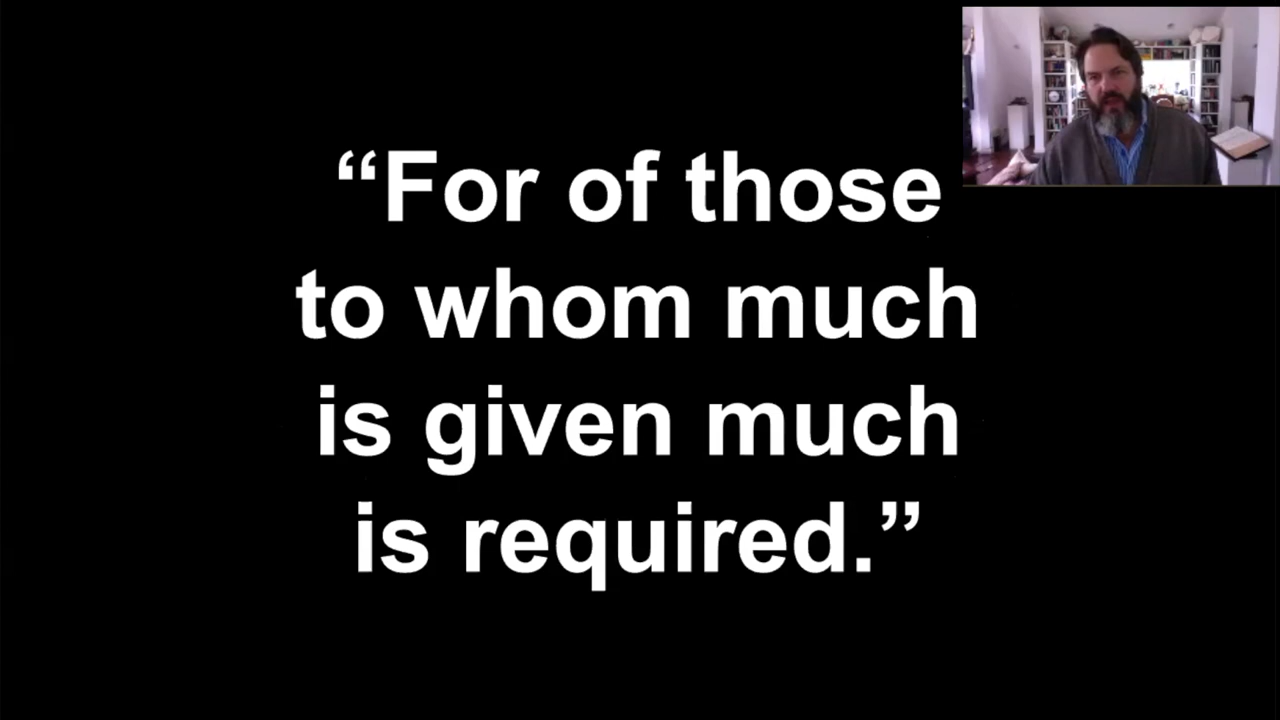 “For of those
to whom much
is given much
is required.”